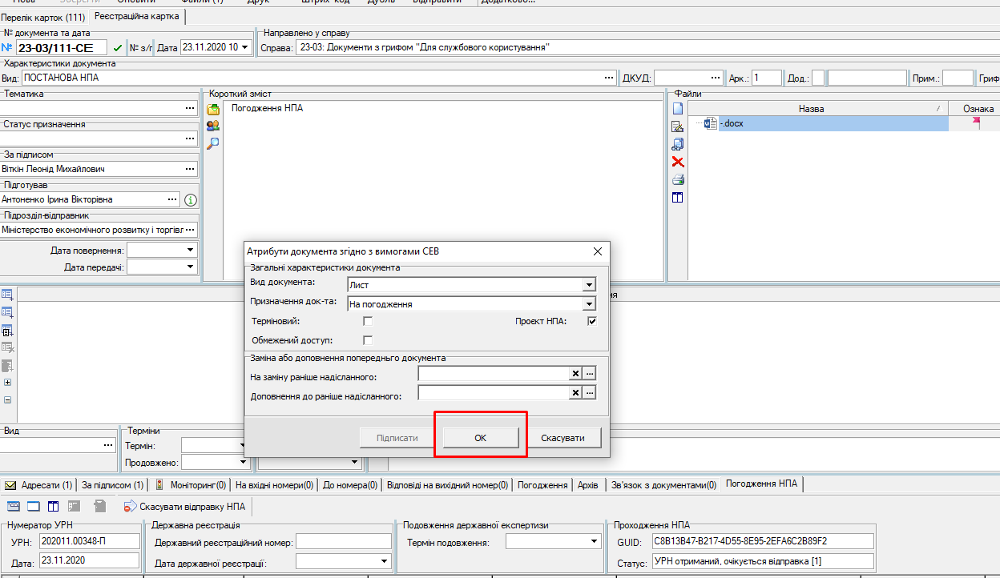 Нова Зберегти Оновити Файли (1) Друк Штрих-код Дубль Відправити Додатково...
Перелік карток (111) Реєстраційна картка
№ документа та дата
№ 23-03/111-СЕ № з/г Дата 23.11.2020 10
Направлено у справу
Справа: 23-03: Документи з грифом "Для службового користування"
Характеристики документа
Вид: ПОСТАНОВА НПА ... ДКУД: ... Арк.: 1 Дод.: Прим.: Гриф
Тематика
...
Статус призначення
...
За підписом
Віткін Леонід Михайлович ...
Підготував
Антоненко Ірина Вікторівна ...
Підрозділ-відправник
Міністерство економічного розвитку і торгівл ...
Дата повернення:
Дата передачі:
Короткий зміст
Погодження НПА
Файли
Назва Ознака
-.docx
ня
Атрибути документа згідно з вимогами СЕВ
Загальні характеристики документа
Вид документа: Лист
Призначення док-та: На погодження
Терміновий: Проєкт НПА:
Обмежений доступ:
Заміна або доповнення попереднього документа
На заміну раніше надісланного: ...
Доповнення до раніше надісланного: ...
Підписати ОК Скасувати
Вид
...
Терміни
Термін:
Продовжено:
Адресати (1) За підписом (1) Моніторинг(0) На вхідні номери(0) До номера(0) Відповіді на вихідний номер(0) Погодження Архів Зв'язок з документами(0) Погодження НПА
Скасувати відправку НПА
Нумератор УРН
УРН: 202011.00348-П
Дата: 23.11.2020
Державна реєстрація
Державний реєстраційний номер:
Дата державної реєстрації:
Подовження державної експертизи
Термін подовження:
Проходження НПА
GUID: C8B13B47-B217-4D55-8E95-2EFA6C2B89F2
Статус: УРН отриманий, очікується відправка [1]